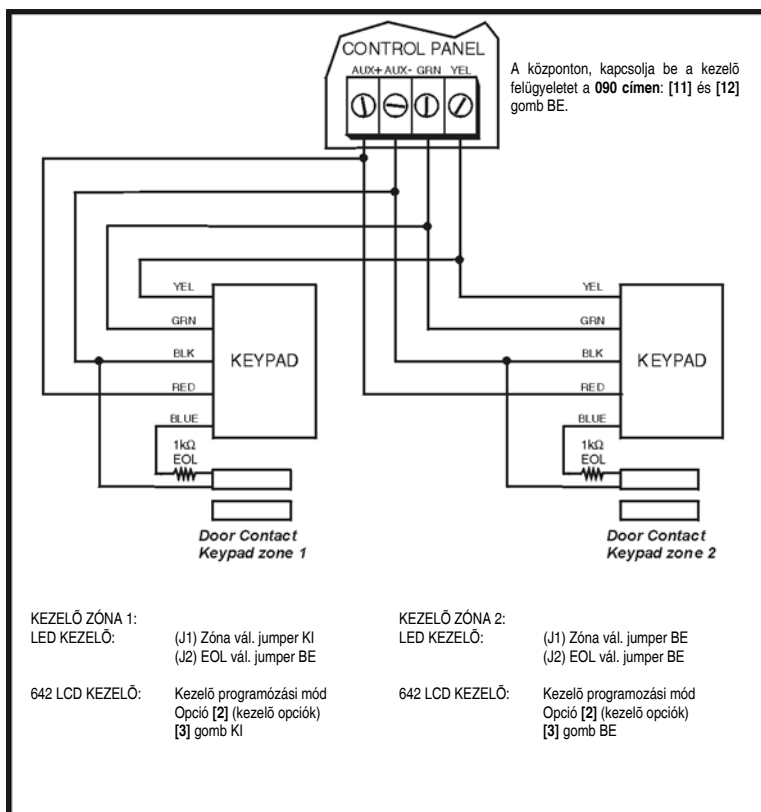 CONTROL PANEL
AUX+ AUX- GRN YEL
A központon, kapcsolja be a kezelõ
felügyeletet a 090 címen: [11] és [12]
gomb BE.
YEL
GRN
BLK
RED
BLUE
KEYPAD
1kΩ
EOL
Door Contact
Keypad zone 1
YEL
GRN
BLK
RED
BLUE
KEYPAD
1kΩ
EOL
Door Contact
Keypad zone 2
KEZELÕ ZÓNA 1:
LED KEZELÕ: (J1) Zóna vál. jumper KI
(J2) EOL vál. jumper BE
642 LCD KEZELÕ: Kezelõ programózási mód
Opció [2] (kezelõ opciók)
[3] gomb KI
KEZELÕ ZÓNA 2:
LED KEZELÕ: (J1) Zóna vál. jumper BE
(J2) EOL vál. jumper BE
642 LCD KEZELÕ: Kezelõ programozási mód
Opció [2] (kezelõ opciók)
[3] gomb BE